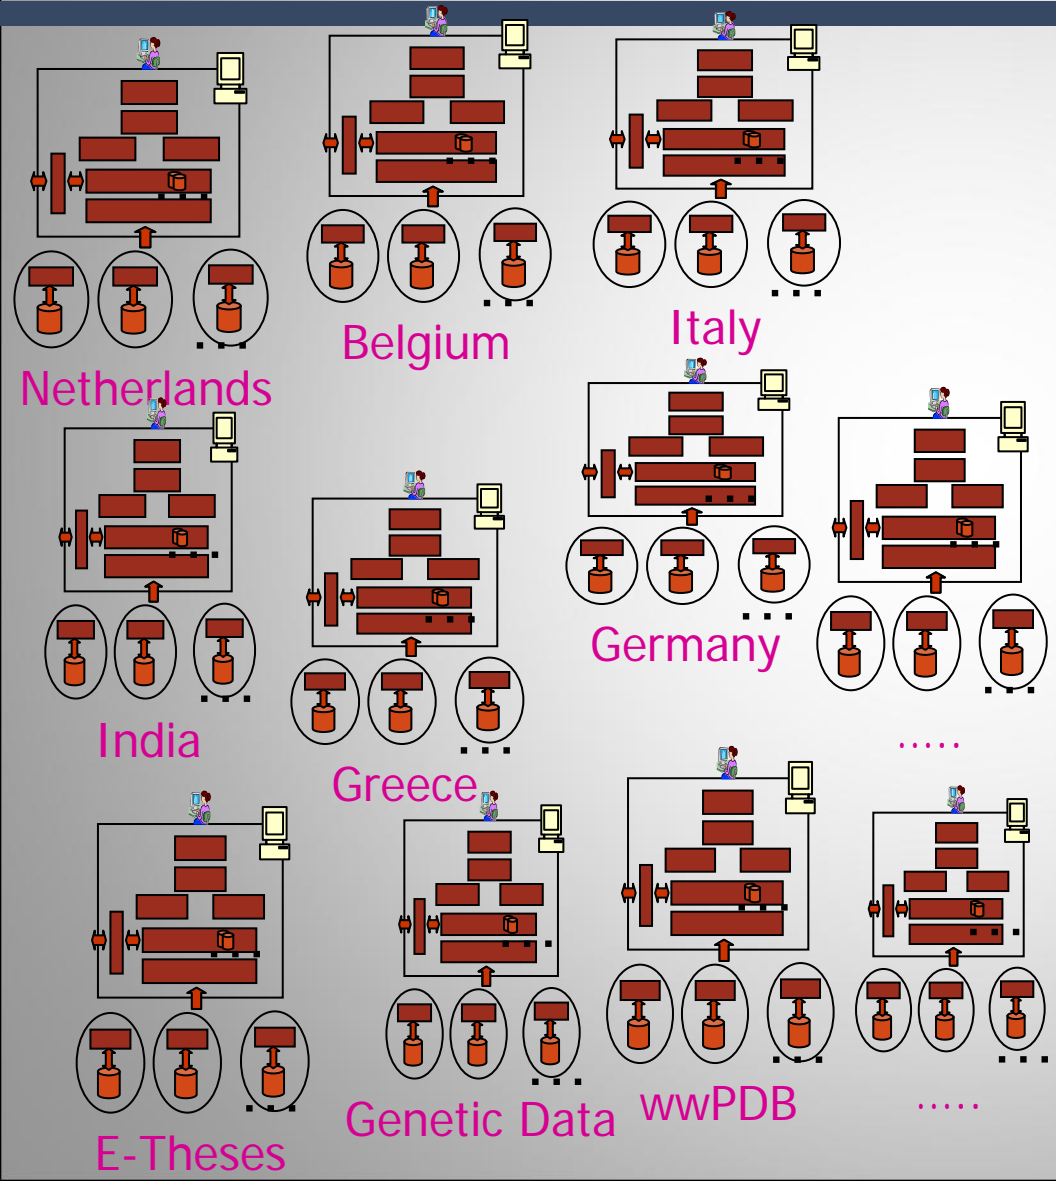 Belgium
Italy
Netherlands
Germany
India
.....
Greece
Genetic Data
wwPDB
.....
E-Theses